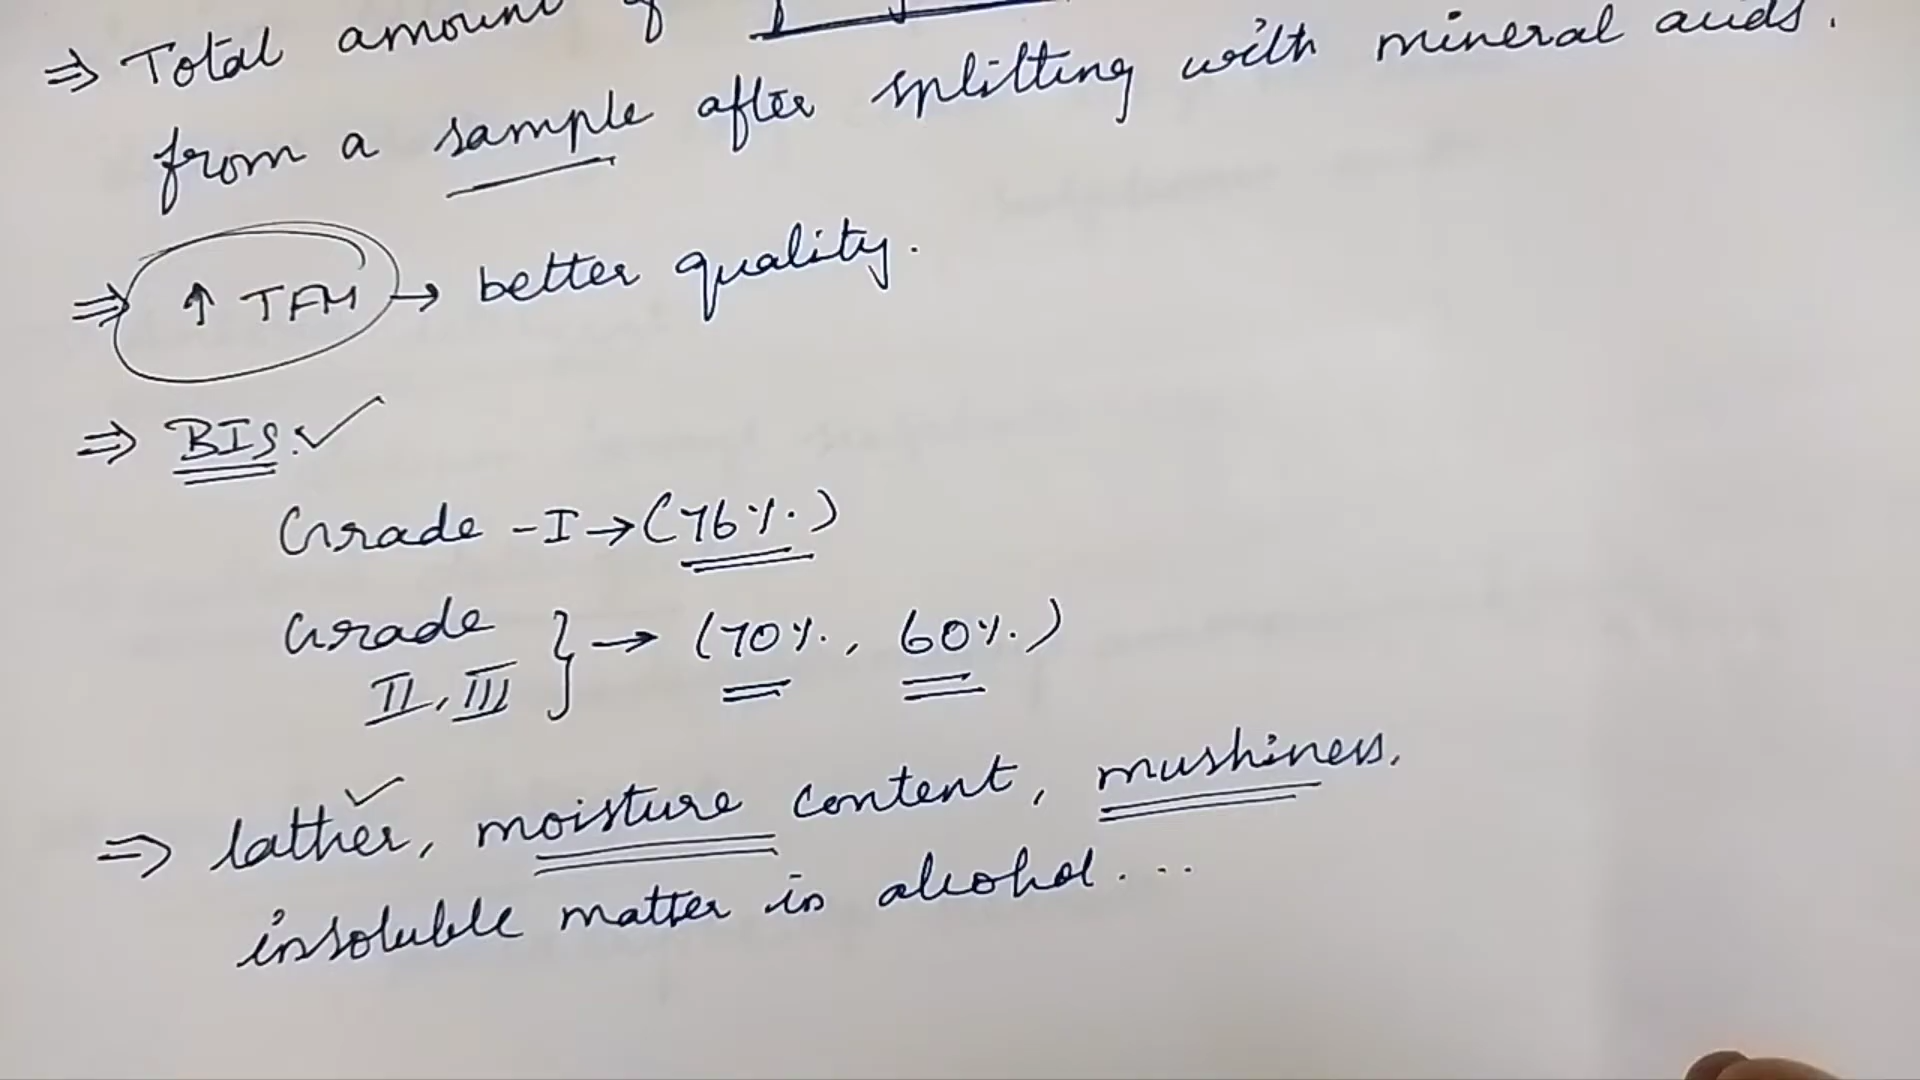 ⇒ Total amount of
from a sample after splitting with mineral acids.
⇒ ↑ TFM → better quality.
⇒ BIS. ✓
Grade - I → (76%.)
Grade } → (70%., 60%.)
II, III
⇒ lather, ✓ moisture content, mushiness.
insoluble matter in alcohol. ...